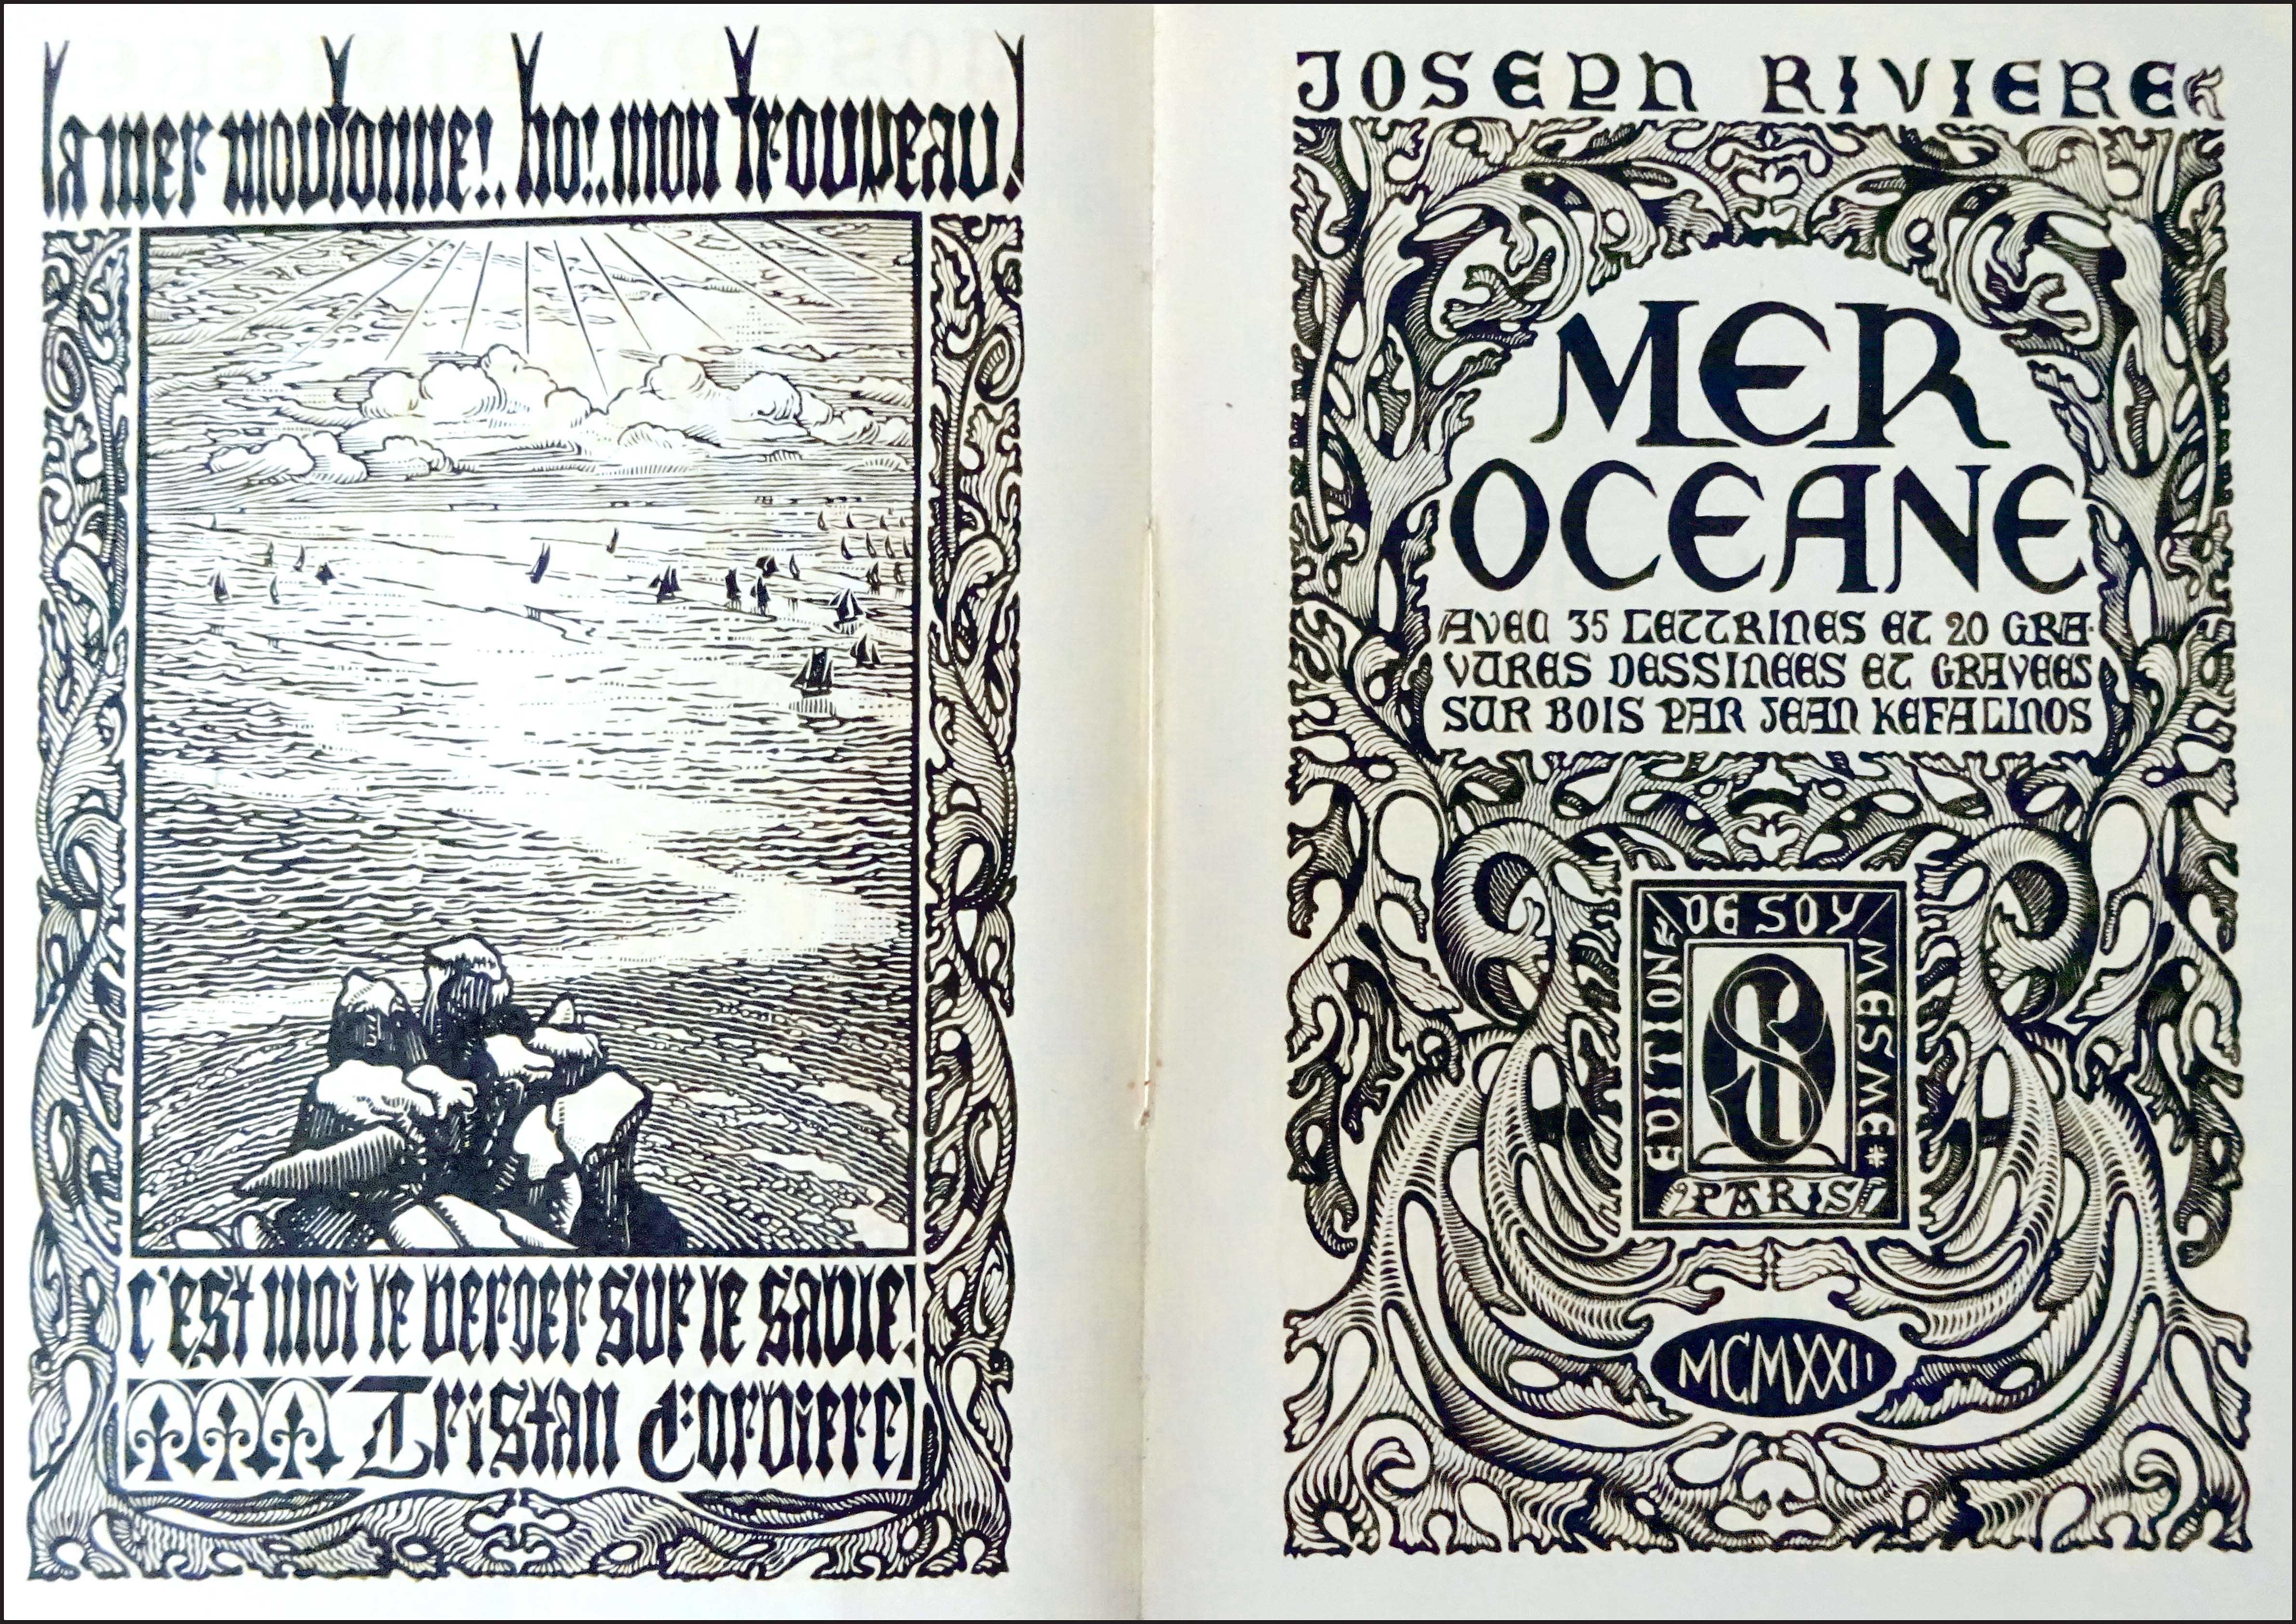 la mer moutonne!.. ho!.. mon troupeau!
c'est moi le berger sur le sable!
Tristan Corbiere
JOSEPH RIVIERE
MER
OCEANE
AVEC 35 LETTRINES ET 20 GRA-
VURES DESSINEES ET GRAVEES
SUR BOIS PAR JEAN KEFALINOS
EDITION
DE SOY
MESME
PARIS
MCMXXII